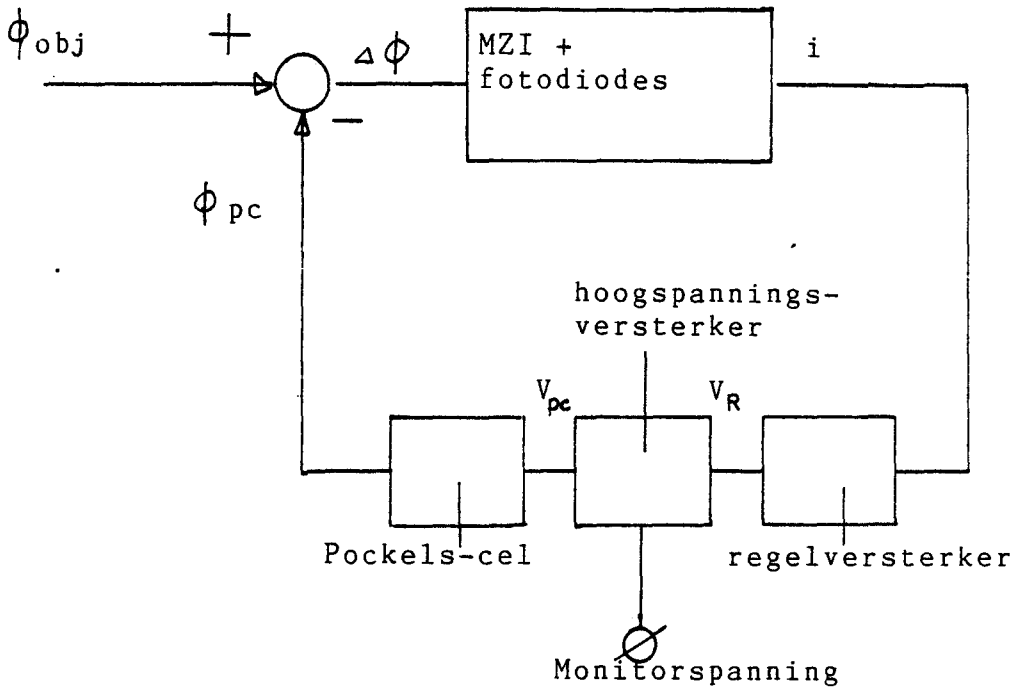 ϕobj
+
Δϕ
MZI +
fotodiodes
i
−
ϕpc
hoogspannings-
versterker
Vpc
VR
Pockels-cel
regelversterker
Monitorspanning